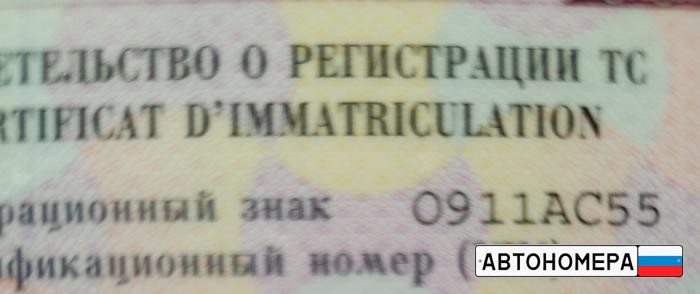 ЕТЕЛЬСТВО О РЕГИСТРАЦИИ ТС
RTIFICAT D'IMMATRICULATION
рационный знак О911АС55
фикационный номер (
АВТОНОМЕРА